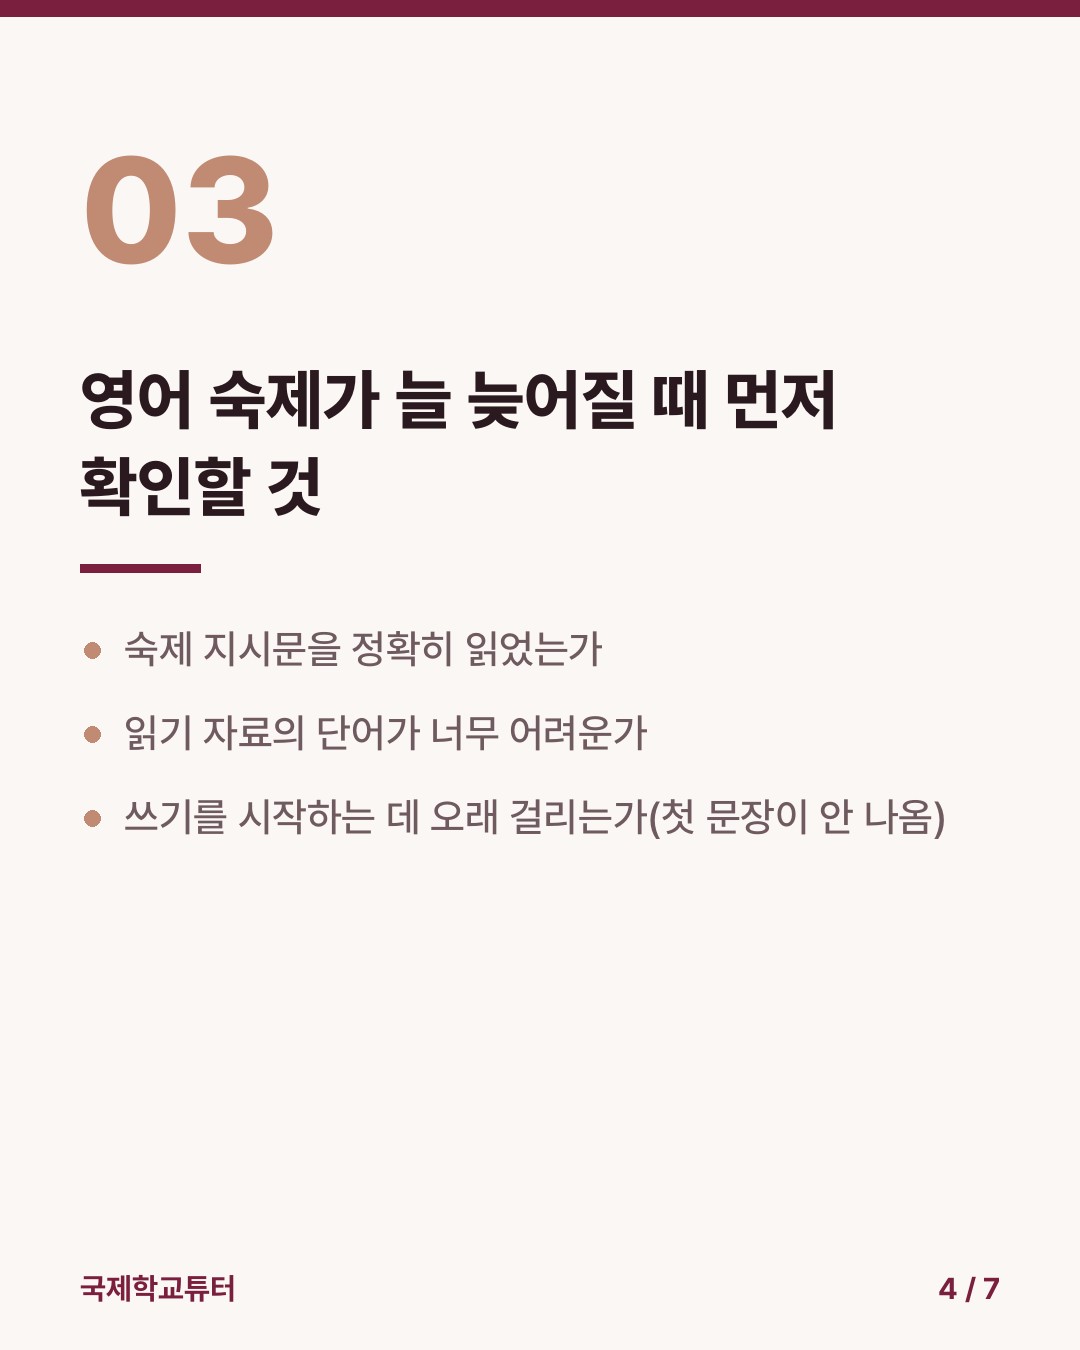 03
영어 숙제가 늘 늦어질 때 먼저
확인할 것
숙제 지시문을 정확히 읽었는가
읽기 자료의 단어가 너무 어려운가
쓰기를 시작하는 데 오래 걸리는가(첫 문장이 안 나옴)
국제학교튜터
4 / 7